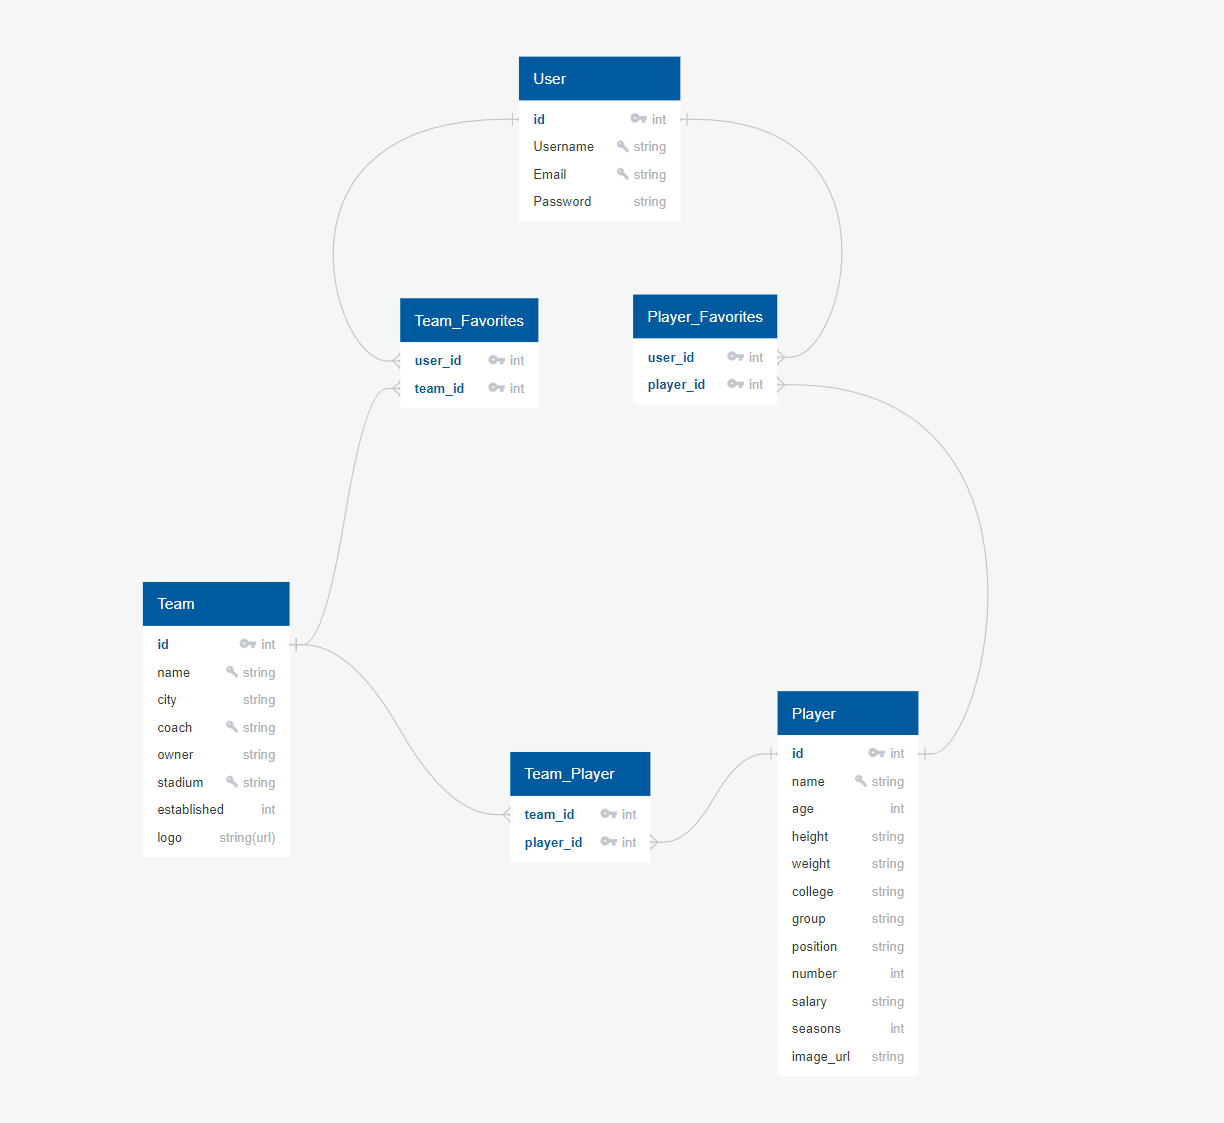 User
id int
Username string
Email string
Password string
Team_Favorites
user_id int
team_id int
Player_Favorites
user_id int
player_id int
Team
id int
name string
city string
coach string
owner string
stadium string
established int
logo string(url)
Team_Player
team_id int
player_id int
Player
id int
name string
age int
height string
weight string
college string
group string
position string
number int
salary string
seasons int
image_url string